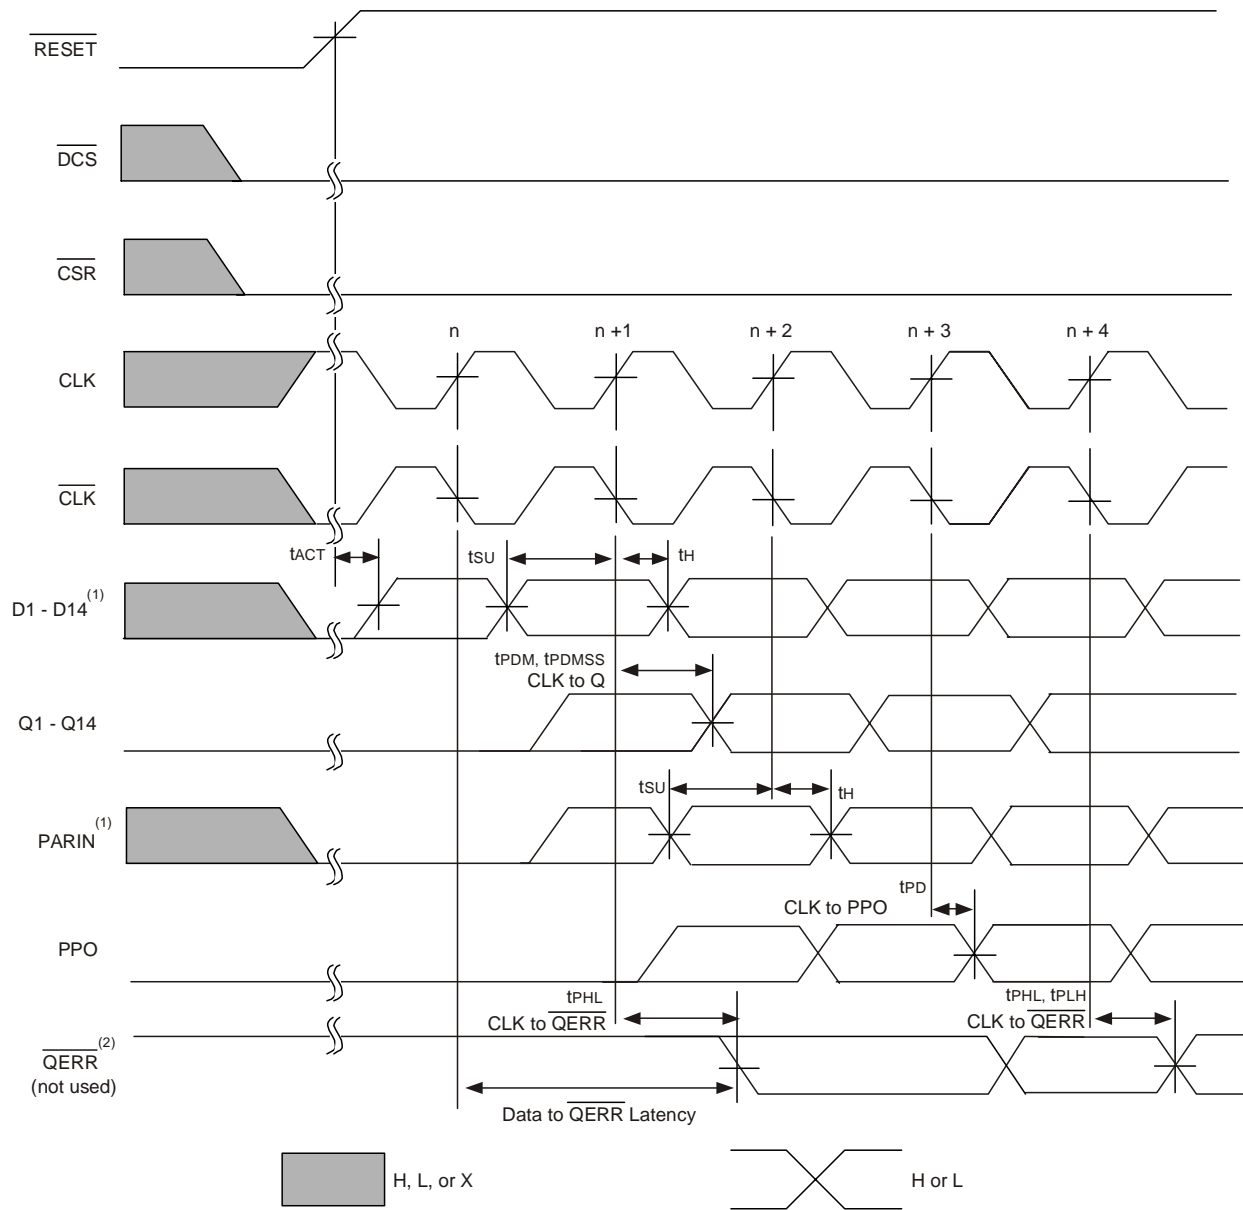 RESET
DCS
CSR
n
n +1
n + 2
n + 3
n + 4
CLK
CLK
tACT
tSU
tH
D1 - D14(1)
tPDM, tPDMSS
CLK to Q
Q1 - Q14
tSU
tH
PARIN(1)
tPD
CLK to PPO
PPO
tPHL
CLK to QERR
tPHL, tPLH
CLK to QERR
QERR(2)
(not used)
Data to QERR Latency
H, L, or X
H or L